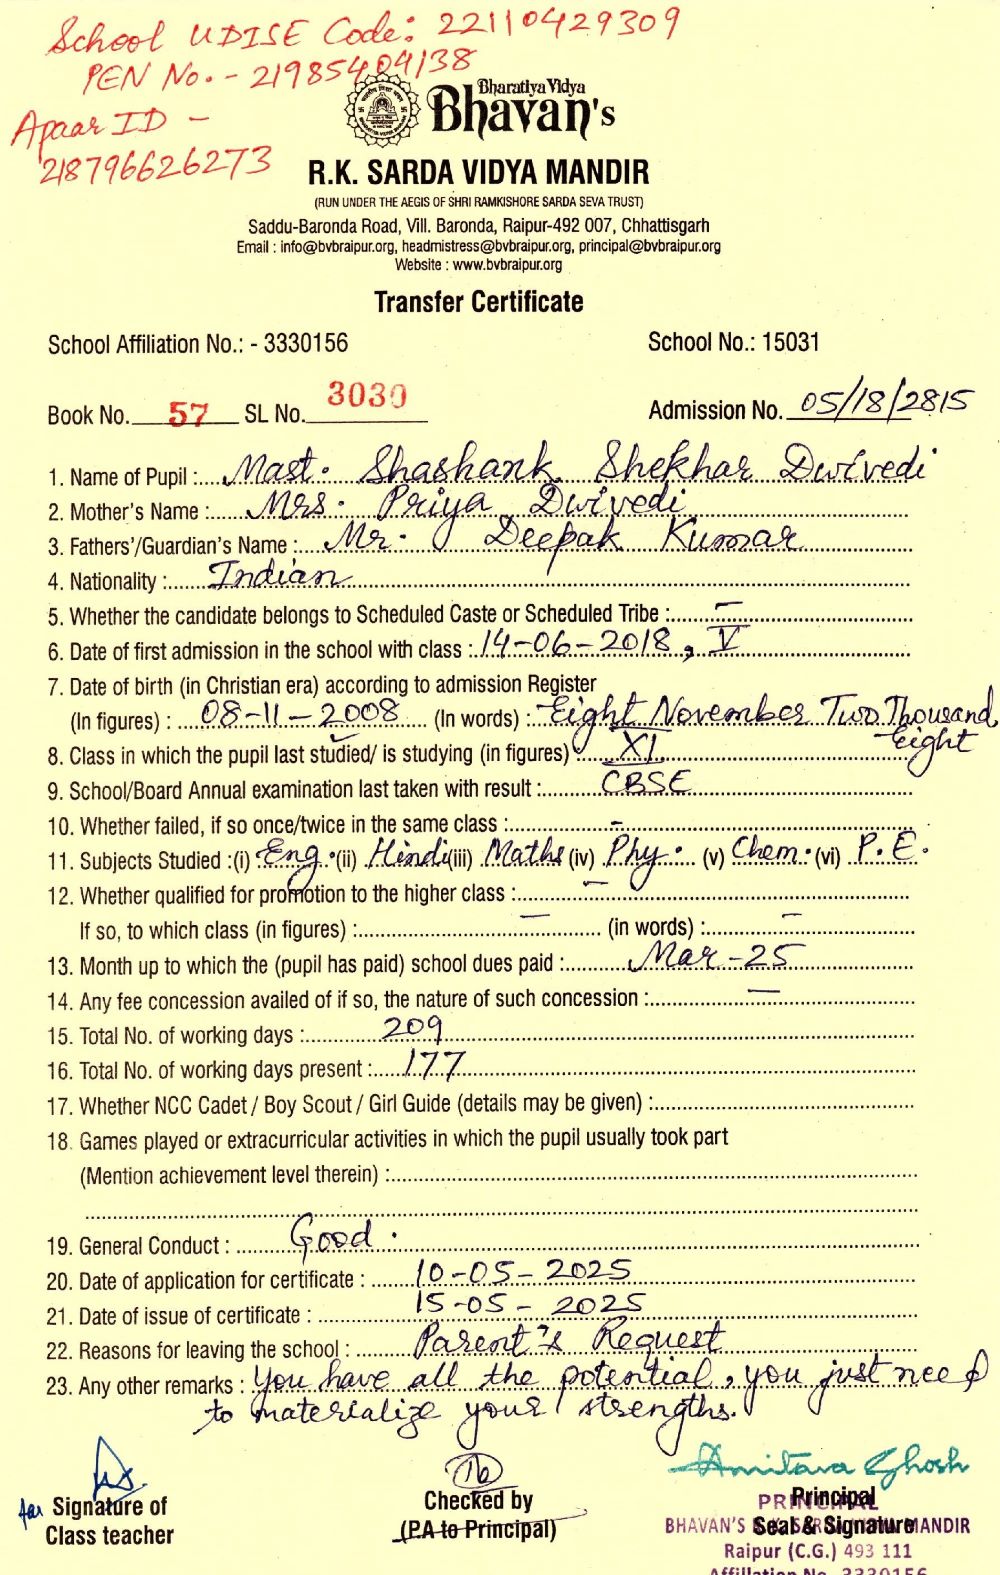 School UDISE Code: 22110429309
PEN No. - 21985404138
Apaar ID -
218796626273
Bharatiya Vidya
Bhavan's
R.K. SARDA VIDYA MANDIR
(RUN UNDER THE AEGIS OF SHRI RAMKISHORE SARDA SEVA TRUST)
Saddu-Baronda Road, Vill. Baronda, Raipur-492 007, Chhattisgarh
Email : info@bvbraipur.org, headmistress@bvbraipur.org, principal@bvbraipur.org
Website : www.bvbraipur.org
Transfer Certificate
School Affiliation No.: - 3330156 School No.: 15031
Book No. 57 SL No. 3030 Admission No. 05/18/2815
1. Name of Pupil : Mast. Shashank Shekhar Dwivedi
2. Mother's Name : Mrs. Priya Dwivedi
3. Fathers'/Guardian's Name : Mr. Deepak Kumar
4. Nationality : Indian
5. Whether the candidate belongs to Scheduled Caste or Scheduled Tribe : —
6. Date of first admission in the school with class : 14-06-2018, V
7. Date of birth (in Christian era) according to admission Register
(In figures) : 08-11-2008 (In words) : Eight November Two Thousand
Eight
8. Class in which the pupil last studied/ is studying (in figures) XI
9. School/Board Annual examination last taken with result : CBSE
10. Whether failed, if so once/twice in the same class : -
11. Subjects Studied :(i) Eng. (ii) Hindi (iii) Maths (iv) Phy. (v) Chem. (vi) P.E.
12. Whether qualified for promotion to the higher class : —
If so, to which class (in figures) : — (in words) : —
13. Month up to which the (pupil has paid) school dues paid : Mar-25
14. Any fee concession availed of if so, the nature of such concession : —
15. Total No. of working days : 209
16. Total No. of working days present : 177
17. Whether NCC Cadet / Boy Scout / Girl Guide (details may be given) :
18. Games played or extracurricular activities in which the pupil usually took part
(Mention achievement level therein) :
19. General Conduct : Good.
20. Date of application for certificate : 10-05-2025
21. Date of issue of certificate : 15-05-2025
22. Reasons for leaving the school : Parent's Request
23. Any other remarks : You have all the potential, you just need
to materialize your strengths.
Amitava Ghosh
for Signature of Checked by Principal
PRINCIPAL
Class teacher (P.A to Principal) Seal & Signature
BHAVAN'S R.K. SARDA VIDYA MANDIR
Raipur (C.G.) 493 111
Affiliation No. 3330156